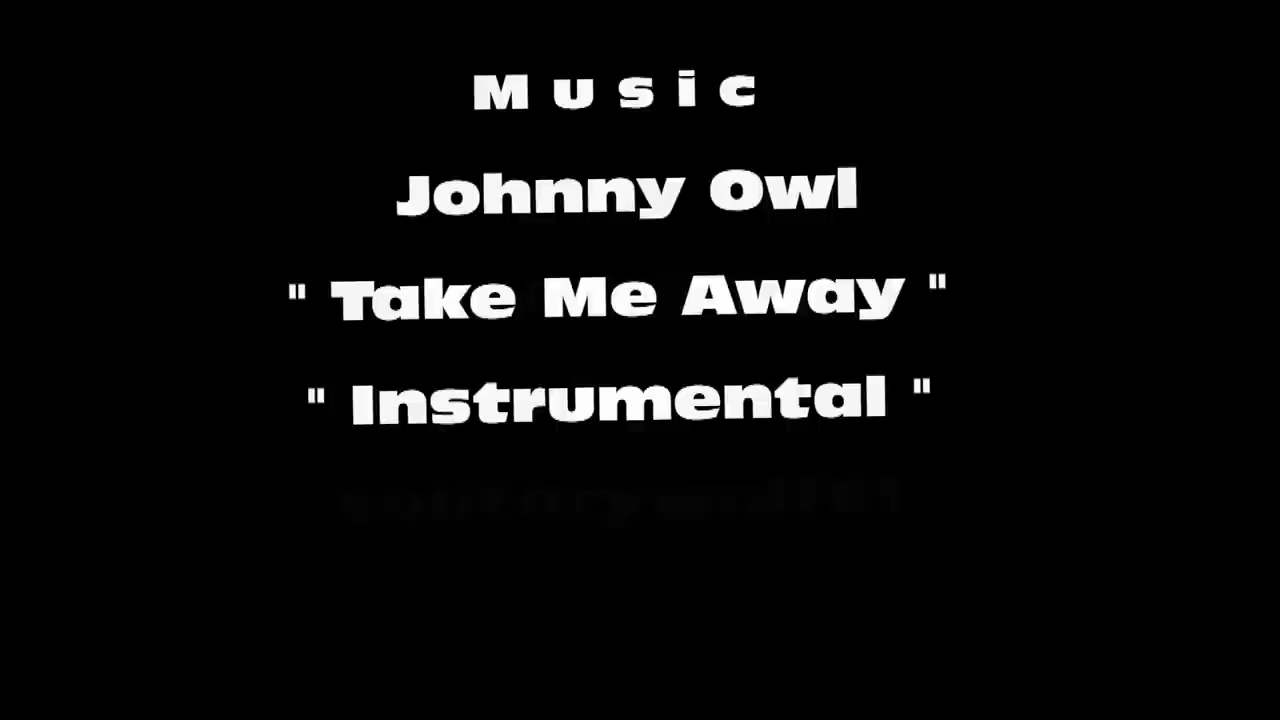 M u s i c
Johnny Owl
" Take Me Away "
" Instrumental "